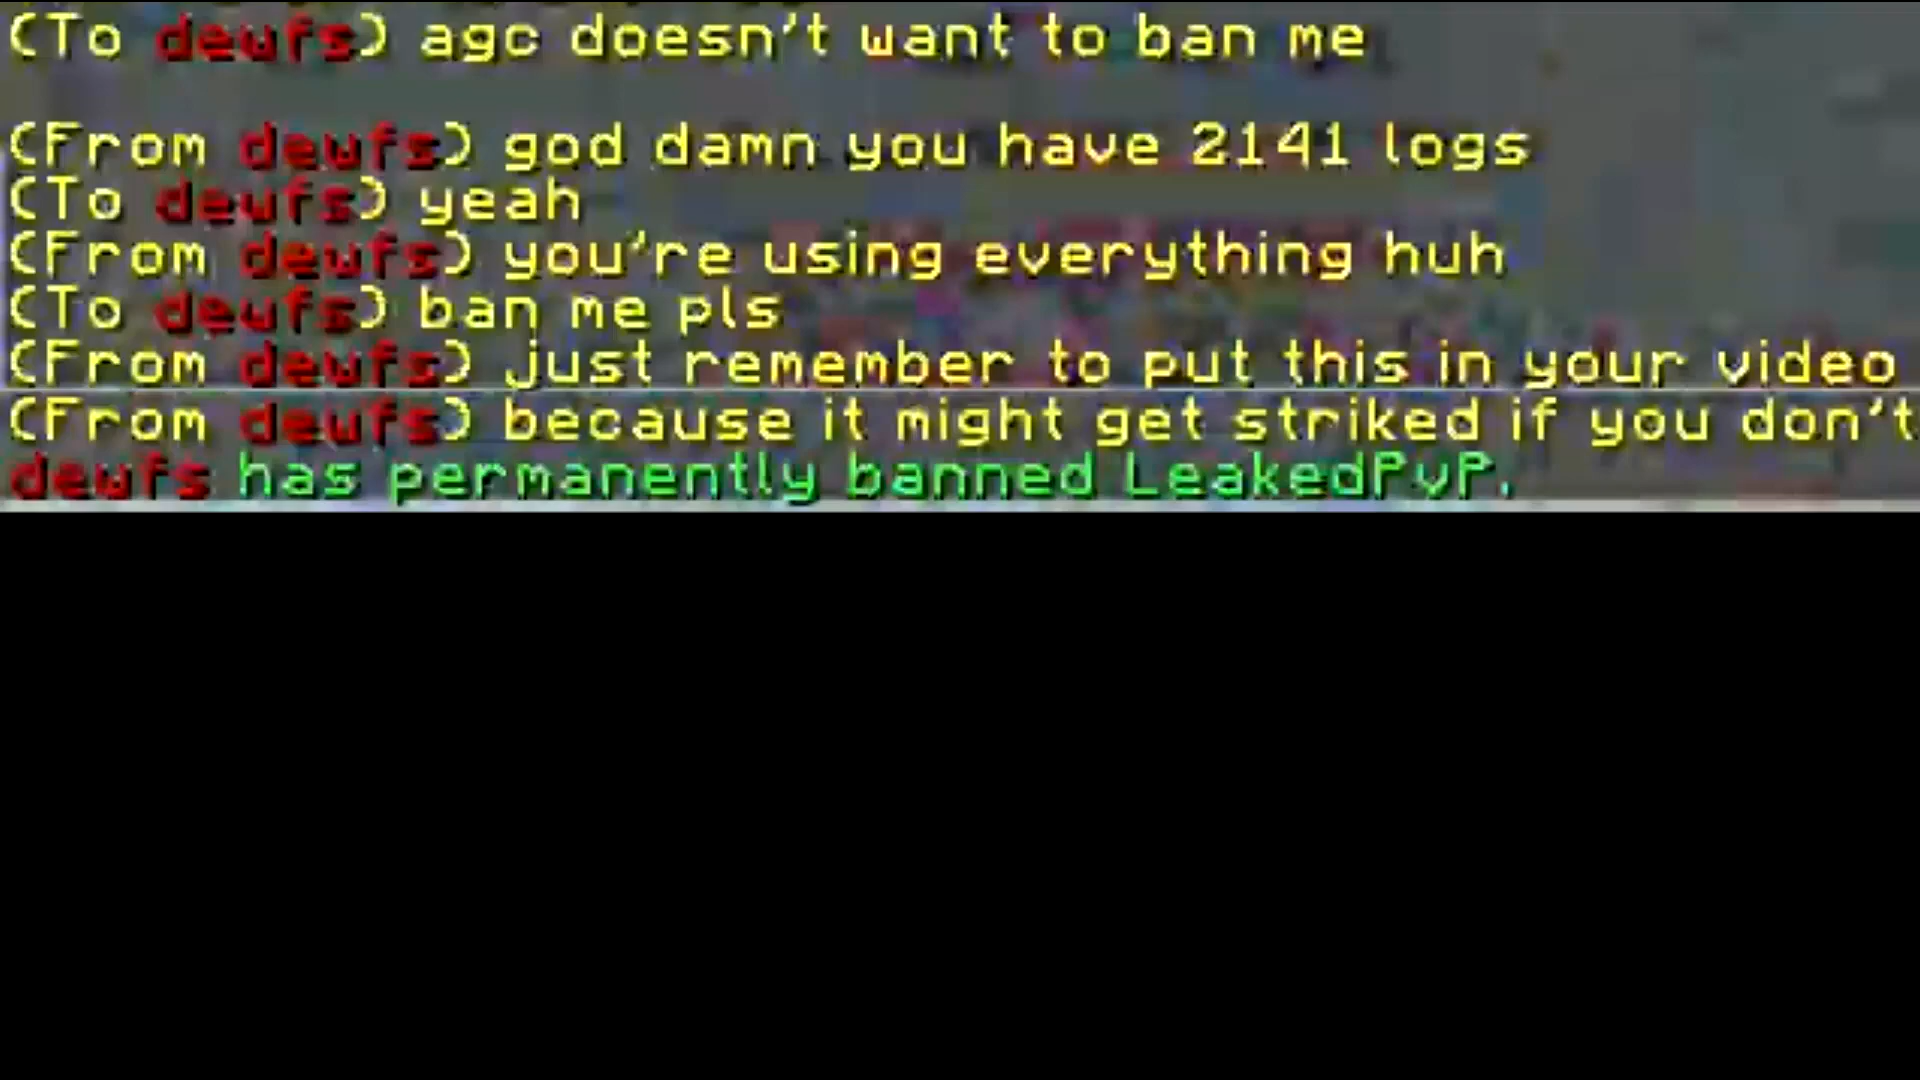 (To dewfs) agc doesn't want to ban me
(From dewfs) god damn you have 2141 logs
(To dewfs) yeah
(From dewfs) you're using everything huh
(To dewfs) ban me pls
(From dewfs) just remember to put this in your video
(From dewfs) because it might get striked if you don't
dewfs has permanently banned LeakedPvP.